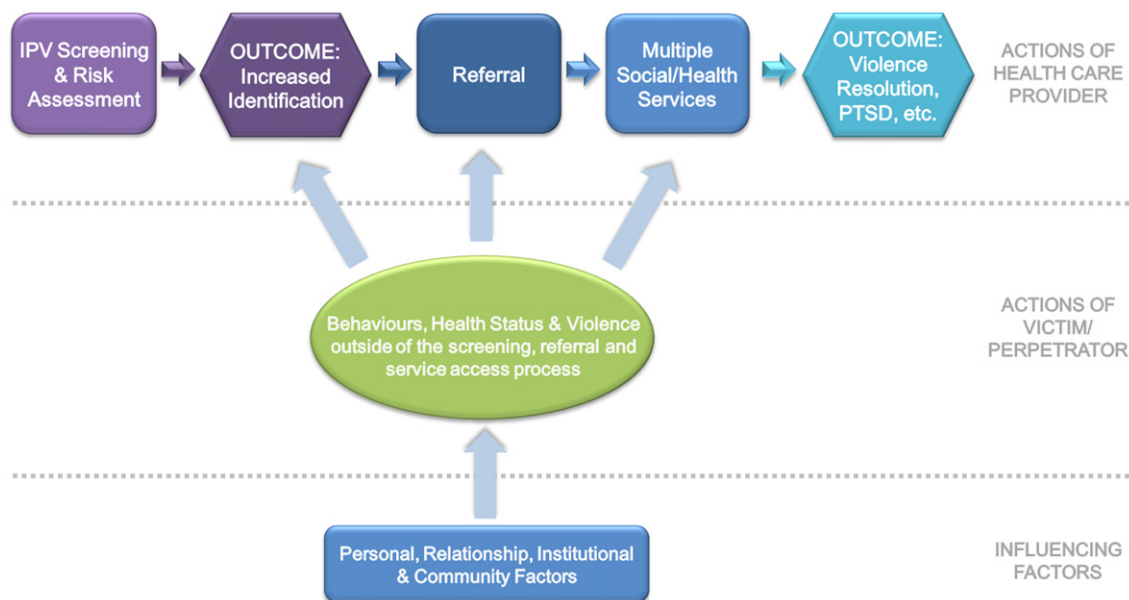 IPV Screening
& Risk
Assessment
OUTCOME:
Increased
Identification
Referral
Multiple
Social/Health
Services
OUTCOME:
Violence
Resolution,
PTSD, etc.
ACTIONS OF
HEALTH CARE
PROVIDER
Behaviours, Health Status & Violence
outside of the screening, referral and
service access process
ACTIONS OF
VICTIM/
PERPETRATOR
Personal, Relationship, Institutional
& Community Factors
INFLUENCING
FACTORS